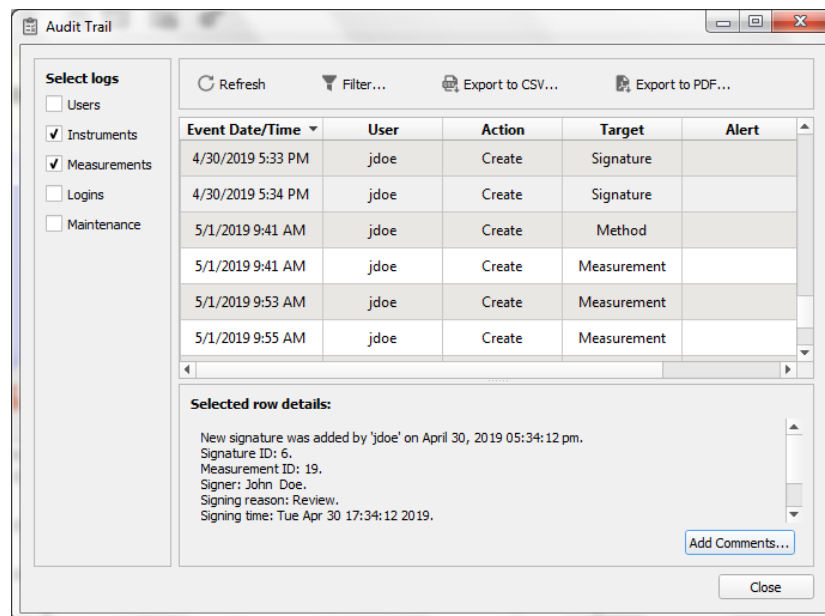 Audit Trail
Select logs
Users
Instruments
Measurements
Logins
Maintenance
Refresh Filter... Export to CSV... Export to PDF...
Event Date/Time User Action Target Alert
4/30/2019 5:33 PM jdoe Create Signature
4/30/2019 5:34 PM jdoe Create Signature
5/1/2019 9:41 AM jdoe Create Method
5/1/2019 9:41 AM jdoe Create Measurement
5/1/2019 9:53 AM jdoe Create Measurement
5/1/2019 9:55 AM jdoe Create Measurement
Selected row details:
New signature was added by 'jdoe' on April 30, 2019 05:34:12 pm.
Signature ID: 6.
Measurement ID: 19.
Signer: John Doe.
Signing reason: Review.
Signing time: Tue Apr 30 17:34:12 2019.
Add Comments...
Close